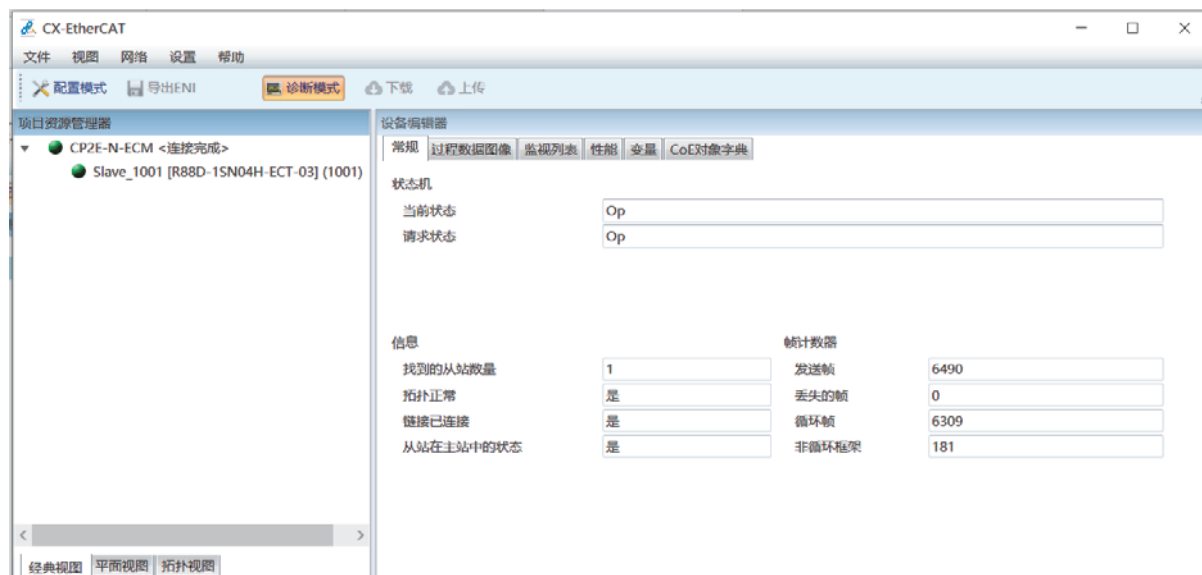 CX-EtherCAT
文件 视图 网络 设置 帮助
配置模式 导出ENI 诊断模式 下载 上传
项目资源管理器
CP2E-N-ECM <连接完成>
Slave_1001 [R88D-1SN04H-ECT-03] (1001)
经典视图 平面视图 拓扑视图
设备编辑器
常规 过程数据图像 监视列表 性能 变量 CoE对象字典
状态机
当前状态 Op
请求状态 Op
信息
找到的从站数量 1
拓扑正常 是
链接已连接 是
从站在主站中的状态 是
帧计数器
发送帧 6490
丢失的帧 0
循环帧 6309
非循环框架 181